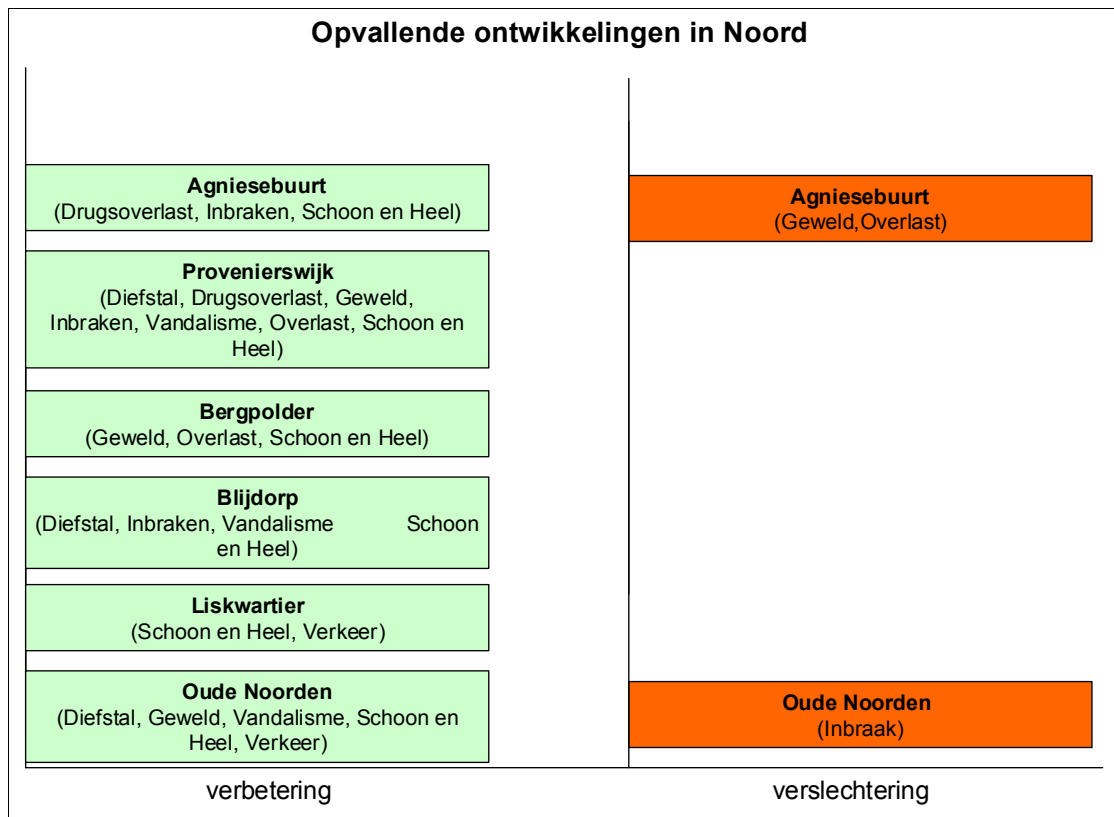 Opvallende ontwikkelingen in Noord
Agniesebuurt
(Drugsoverlast, Inbraken, Schoon en Heel)
Provenierswijk
(Diefstal, Drugsoverlast, Geweld,
Inbraken, Vandalisme, Overlast, Schoon en
Heel)
Bergpolder
(Geweld, Overlast, Schoon en Heel)
Blijdorp
(Diefstal, Inbraken, Vandalisme Schoon
en Heel)
Liskwartier
(Schoon en Heel, Verkeer)
Oude Noorden
(Diefstal, Geweld, Vandalisme, Schoon en
Heel, Verkeer)
verbetering
Agniesebuurt
(Geweld,Overlast)
Oude Noorden
(Inbraak)
verslechtering